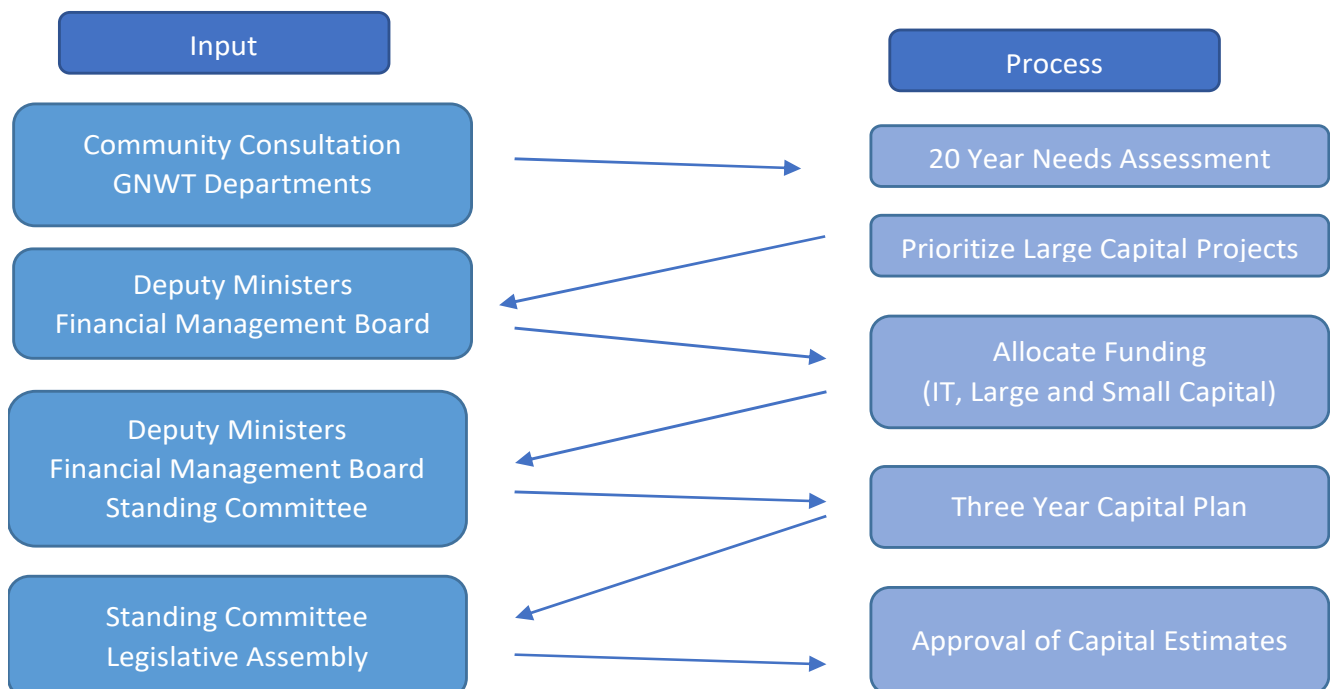 Input
Process
Community Consultation
GNWT Departments
20 Year Needs Assessment
Prioritize Large Capital Projects
Deputy Ministers
Financial Management Board
Allocate Funding
(IT, Large and Small Capital)
Deputy Ministers
Financial Management Board
Standing Committee
Three Year Capital Plan
Standing Committee
Legislative Assembly
Approval of Capital Estimates